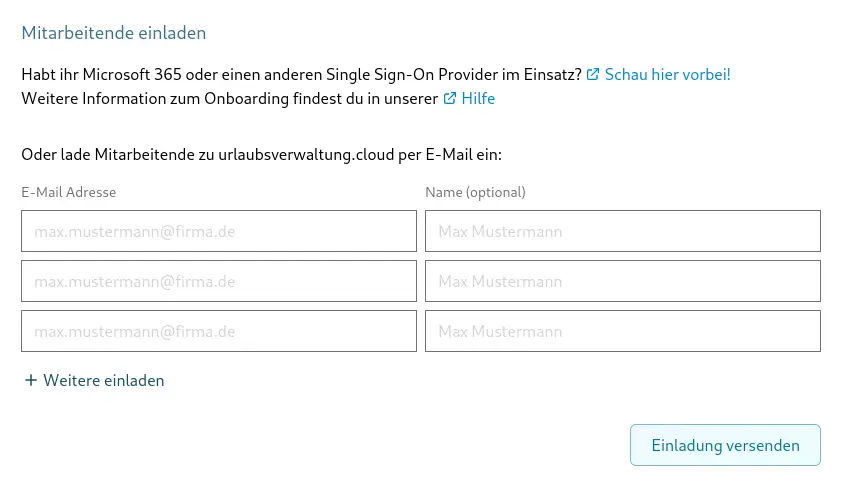 Mitarbeitende einladen
Habt ihr Microsoft 365 oder einen anderen Single Sign-On Provider im Einsatz? Schau hier vorbei!
Weitere Information zum Onboarding findest du in unserer Hilfe
Oder lade Mitarbeitende zu urlaubsverwaltung.cloud per E-Mail ein:
E-Mail Adresse Name (optional)
max.mustermann@firma.de Max Mustermann
max.mustermann@firma.de Max Mustermann
max.mustermann@firma.de Max Mustermann
+ Weitere einladen
Einladung versenden